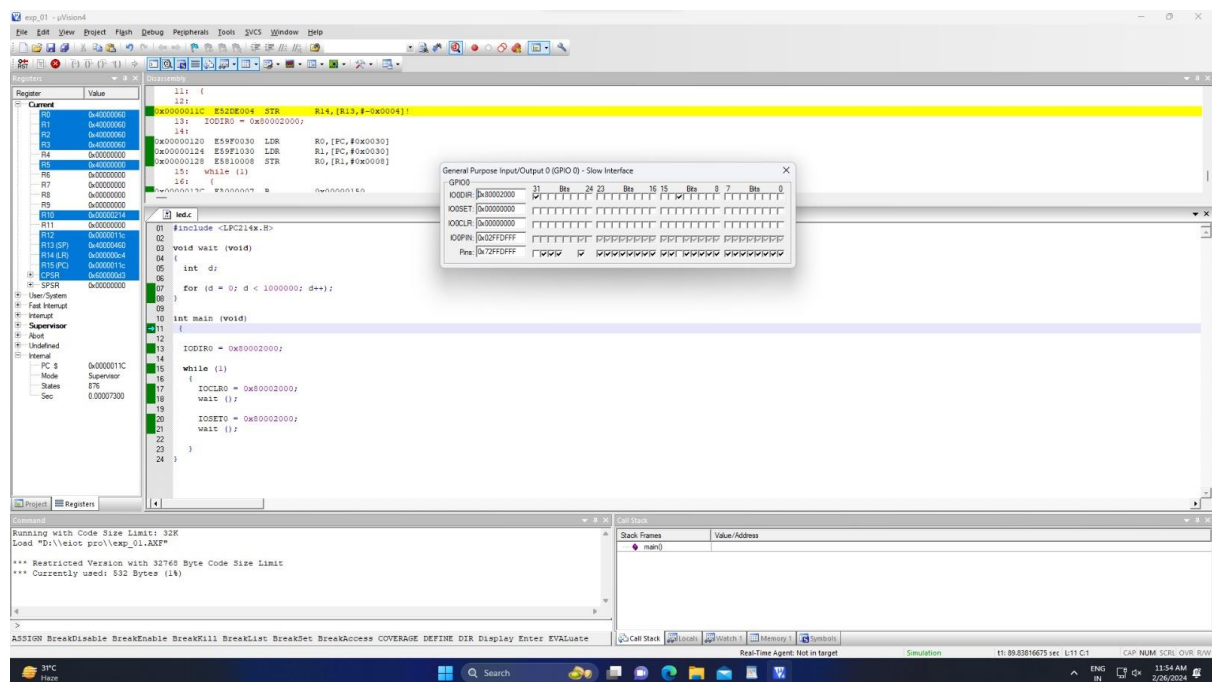 exp_01 - µVision4
File Edit View Project Flash Debug Peripherals Tools SVCS Window Help
Registers
Register Value
Current
R0 0x40000060
R1 0x40000060
R2 0x40000060
R3 0x40000060
R4 0x00000000
R5 0x40000000
R6 0x00000000
R7 0x00000000
R8 0x00000000
R9 0x00000000
R10 0x00000214
R11 0x00000000
R12 0x0000011c
R13 (SP) 0x40000460
R14 (LR) 0x000000c4
R15 (PC) 0x0000011c
CPSR 0x600000d3
SPSR 0x00000000
User/System
Fast Interrupt
Interrupt
Supervisor
Abort
Undefined
Internal
PC $ 0x0000011C
Mode Supervisor
States 876
Sec 0.00007300
Project Registers
Disassembly
11: {
12:
0x0000011C E52DE004 STR R14,[R13,#-0x0004]!
13: IODIR0 = 0x80002000;
14:
0x00000120 E59F0030 LDR R0,[PC,#0x0030]
0x00000124 E59F1030 LDR R1,[PC,#0x0030]
0x00000128 E5810008 STR R0,[R1,#0x0008]
15: while (1)
16: {
0x0000012C EA000007 B 0x00000150
General Purpose Input/Output 0 (GPIO 0) - Slow Interface
GPIO0
31 Bits 24 23 Bits 16 15 Bits 8 7 Bits 0
IO0DIR: 0x80002000
IO0SET: 0x00000000
IO0CLR: 0x00000000
IO0PIN: 0x02FFDFFF
Pins: 0x72FFDFFF
led.c
01 #include <LPC214x.H>
02
03 void wait (void)
04 {
05 int d;
06
07 for (d = 0; d < 1000000; d++);
08 }
09
10 int main (void)
11 {
12
13 IODIR0 = 0x80002000;
14
15 while (1)
16 {
17 IOCLR0 = 0x80002000;
18 wait ();
19
20 IOSET0 = 0x80002000;
21 wait ();
22
23 }
24 }
Command
Running with Code Size Limit: 32K
Load "D:\\eiot pro\\exp_01.AXF"
*** Restricted Version with 32768 Byte Code Size Limit
*** Currently used: 532 Bytes (1%)
>
ASSIGN BreakDisable BreakEnable BreakKill BreakList BreakSet BreakAccess COVERAGE DEFINE DIR Display Enter EVALuate
Call Stack
Stack Frames Value/Address
main()
Call Stack Locals Watch 1 Memory 1 Symbols
Real-Time Agent: Not in target Simulation t1: 89.83816675 sec L:11 C:1 CAP NUM SCRL OVR R/W
31°C
Haze
Search
ENG
IN
11:54 AM
2/26/2024